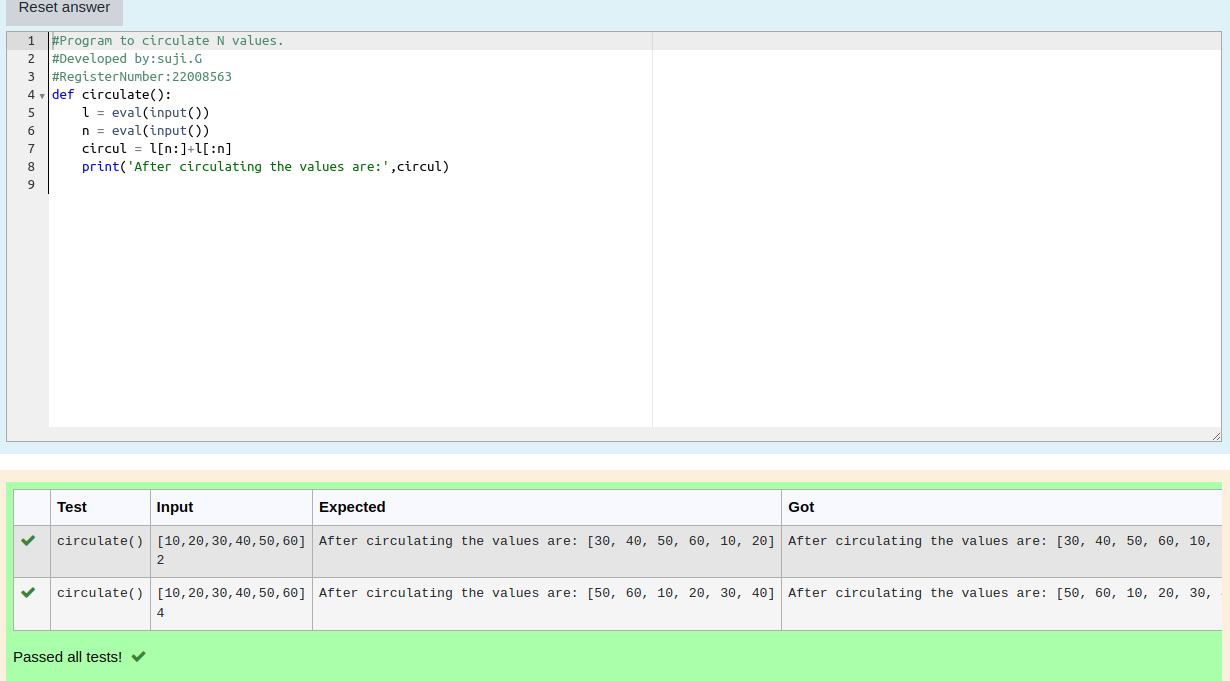 Reset answer
1 #Program to circulate N values.
2 #Developed by:suji.G
3 #RegisterNumber:22008563
4 def circulate():
5     l = eval(input())
6     n = eval(input())
7     circul = l[n:]+l[:n]
8     print('After circulating the values are:',circul)
9
Test Input Expected Got
circulate() [10,20,30,40,50,60] After circulating the values are: [30, 40, 50, 60, 10, 20] After circulating the values are: [30, 40, 50, 60, 10,
2
circulate() [10,20,30,40,50,60] After circulating the values are: [50, 60, 10, 20, 30, 40] After circulating the values are: [50, 60, 10, 20, 30,
4
Passed all tests!